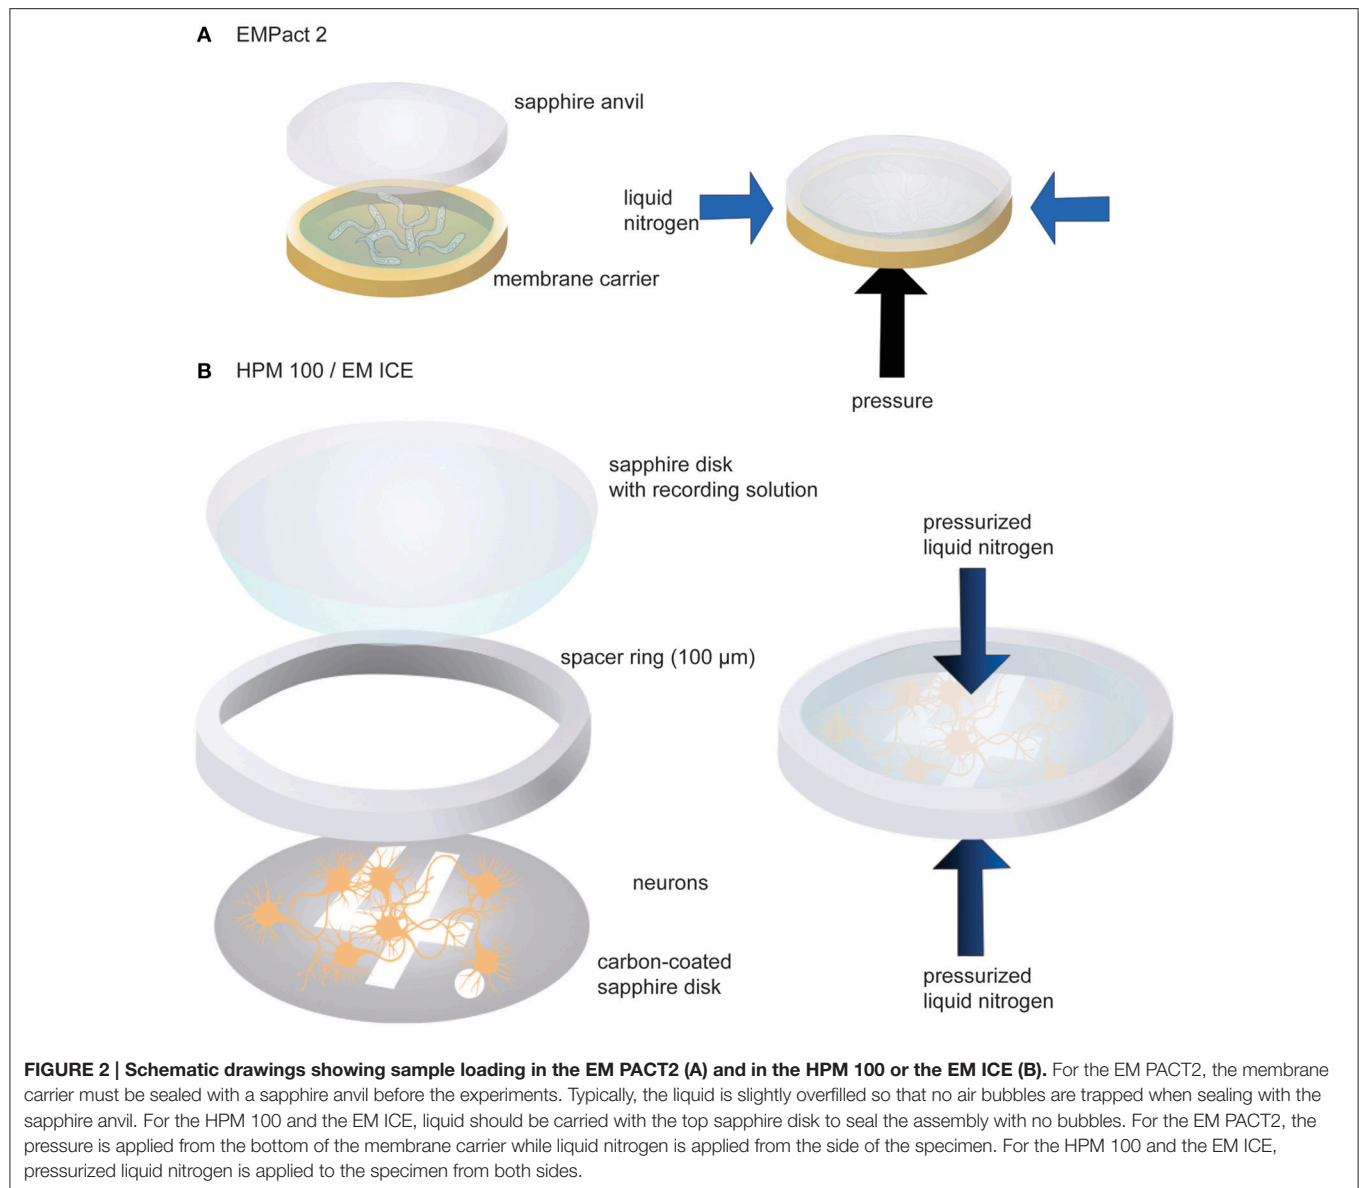 A EMPact 2
sapphire anvil
liquid
nitrogen
membrane carrier
pressure
B HPM 100 / EM ICE
sapphire disk
with recording solution
pressurized
liquid nitrogen
spacer ring (100 µm)
neurons
carbon-coated
sapphire disk
pressurized
liquid nitrogen
FIGURE 2 | Schematic drawings showing sample loading in the EM PACT2 (A) and in the HPM 100 or the EM ICE (B). For the EM PACT2, the membrane
carrier must be sealed with a sapphire anvil before the experiments. Typically, the liquid is slightly overfilled so that no air bubbles are trapped when sealing with the
sapphire anvil. For the HPM 100 and the EM ICE, liquid should be carried with the top sapphire disk to seal the assembly with no bubbles. For the EM PACT2, the
pressure is applied from the bottom of the membrane carrier while liquid nitrogen is applied from the side of the specimen. For the HPM 100 and the EM ICE,
pressurized liquid nitrogen is applied to the specimen from both sides.